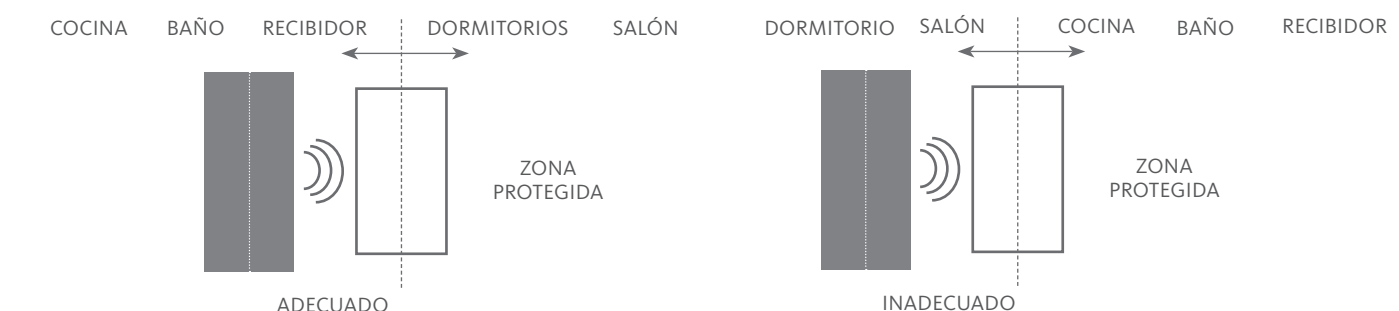 COCINA BAÑO RECIBIDOR DORMITORIOS SALÓN
ZONA
PROTEGIDA
ADECUADO
DORMITORIO SALÓN COCINA BAÑO RECIBIDOR
ZONA
PROTEGIDA
INADECUADO